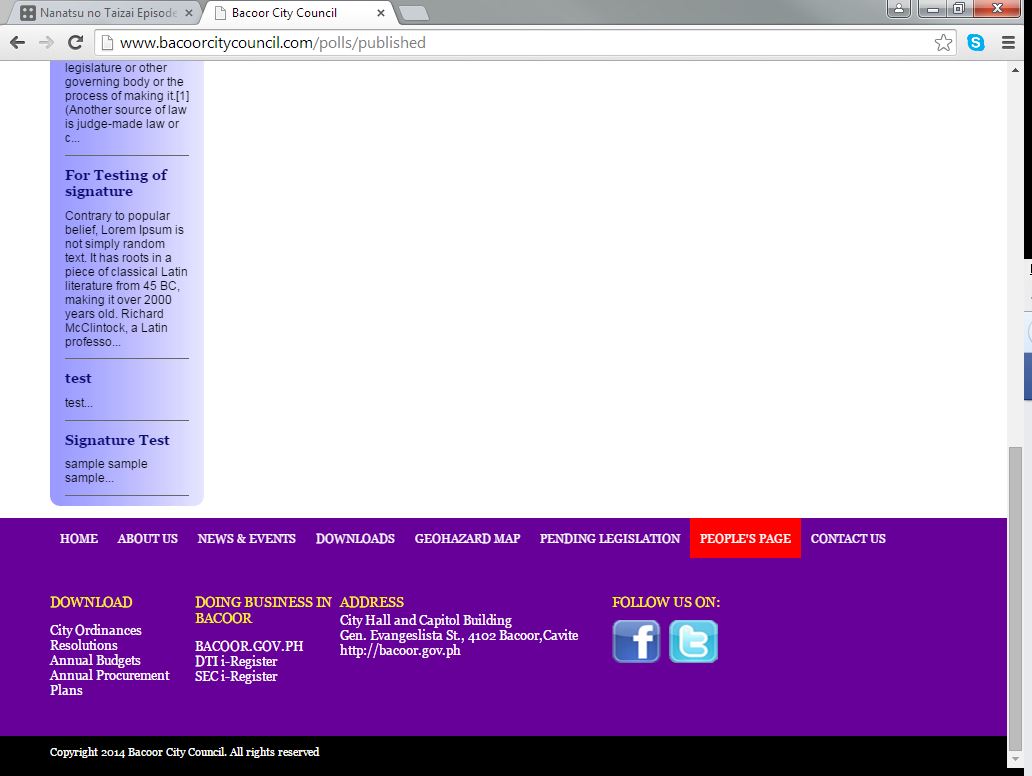 Nanatsu no Taizai Episode
Bacoor City Council
www.bacoorcitycouncil.com/polls/published
legislature or other
governing body or the
process of making it.[1]
(Another source of law
is judge-made law or
c...
For Testing of
signature
Contrary to popular
belief, Lorem Ipsum is
not simply random
text. It has roots in a
piece of classical Latin
literature from 45 BC,
making it over 2000
years old. Richard
McClintock, a Latin
professo...
test
test...
Signature Test
sample sample
sample...
HOME ABOUT US NEWS & EVENTS DOWNLOADS GEOHAZARD MAP PENDING LEGISLATION PEOPLE'S PAGE CONTACT US
DOWNLOAD
City Ordinances
Resolutions
Annual Budgets
Annual Procurement
Plans
DOING BUSINESS IN
BACOOR
BACOOR.GOV.PH
DTI i-Register
SEC i-Register
ADDRESS
City Hall and Capitol Building
Gen. Evangeslista St., 4102 Bacoor,Cavite
http://bacoor.gov.ph
FOLLOW US ON:
Copyright 2014 Bacoor City Council. All rights reserved